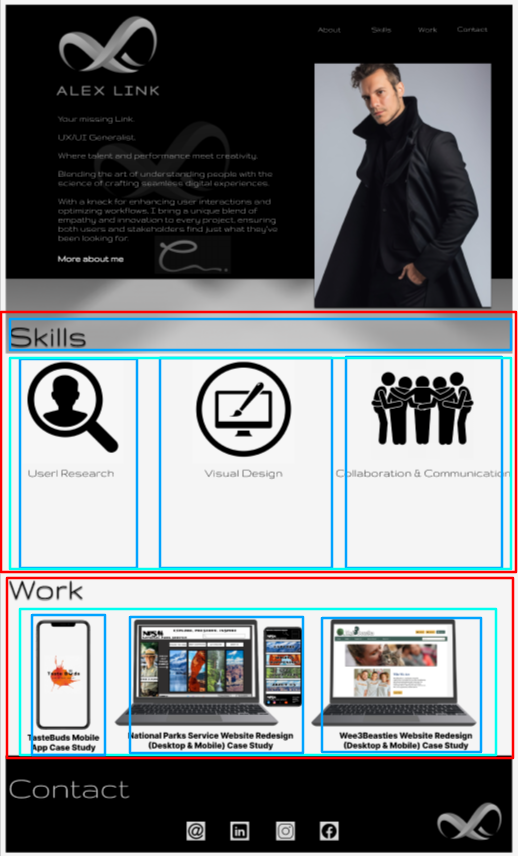 About Skills Work Contact
ALEX LINK
Your missing Link.
UX/UI Generalist.
Where talent and performance meet creativity.
Blending the art of understanding people with the
science of crafting seamless digital experiences.
With a knack for enhancing user interactions and
optimizing workflows, I bring a unique blend of
empathy and innovation to every project, ensuring
both users and stakeholders find just what they've
been looking for.
More about me
Skills
Userl Research
Visual Design
Collaboration & Communication
Work
TasteBuds Mobile
App Case Study
National Parks Service Website Redesign
(Desktop & Mobile) Case Study
Wee3Beasties Website Redesign
(Desktop & Mobile) Case Study
Contact